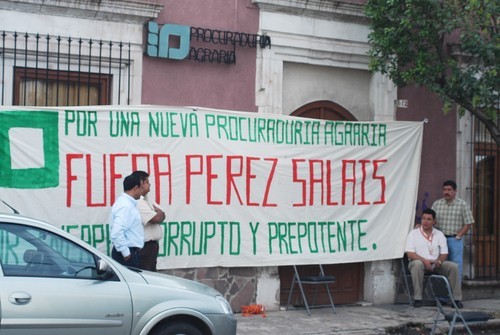 PROCURADURIA
AGRARIA
POR UNA NUEVA PROCURADURIA AGRARIA
FUERA PEREZ SALAIS
CORRUPTO Y PREPOTENTE.